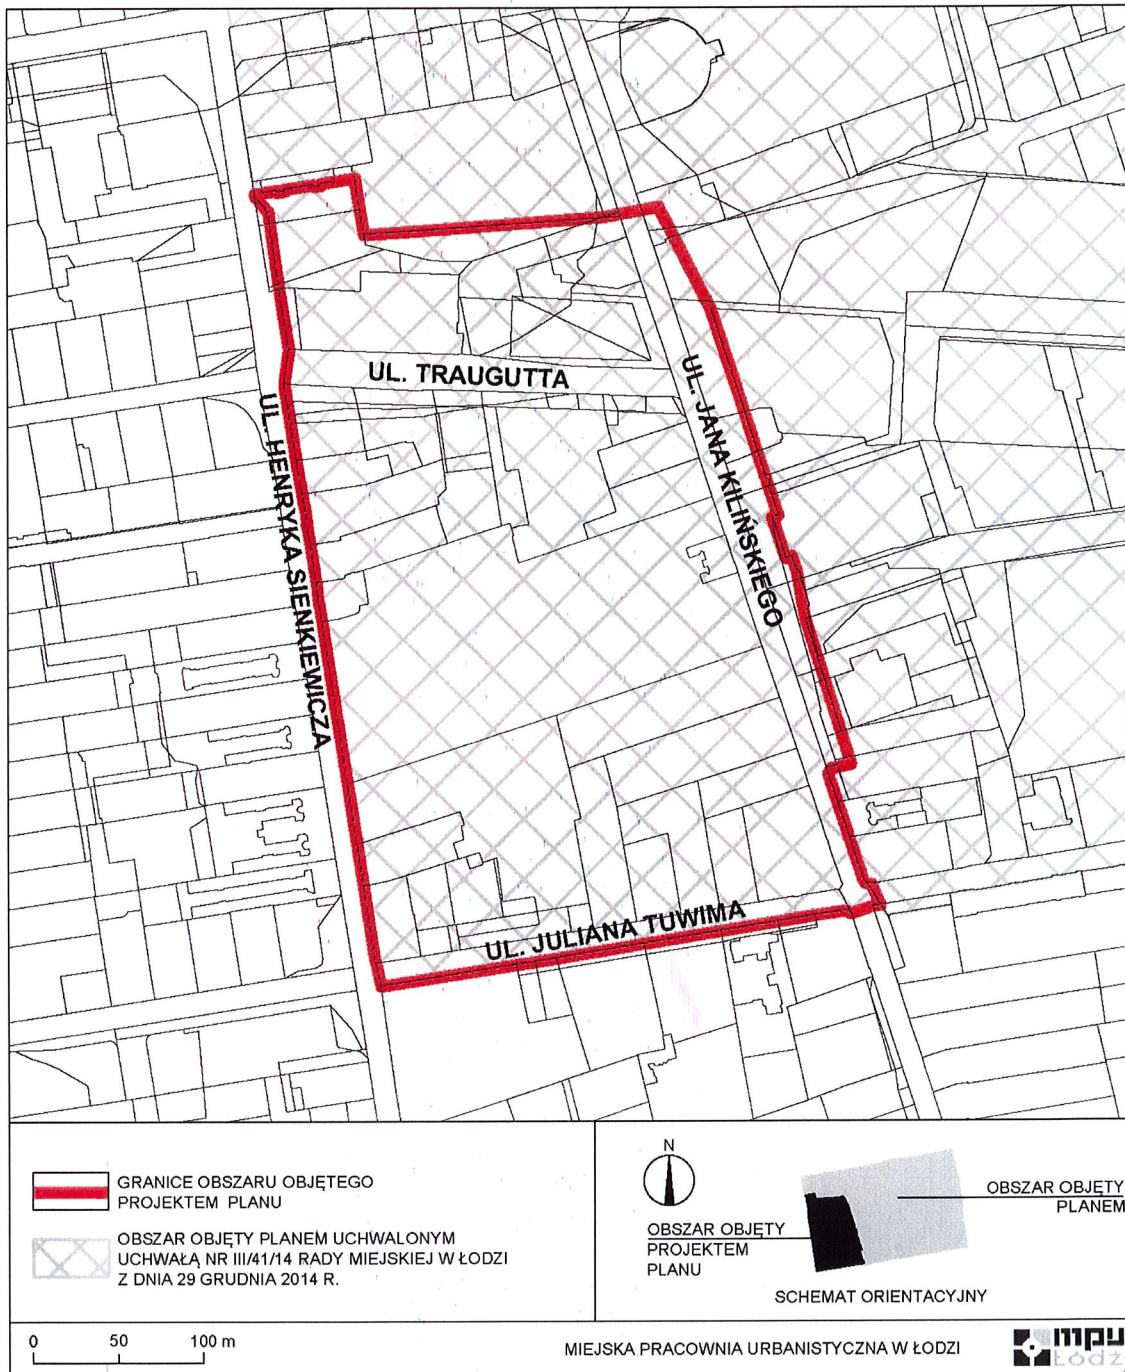 UL. TRAUGUTTA
UL. JANA KILIŃSKIEGO
UL. HENRYKA SIENKIEWICZA
UL. JULIANA TUWIMA
GRANICE OBSZARU OBJĘTEGO
PROJEKTEM PLANU
OBSZAR OBJĘTY PLANEM UCHWALONYM
UCHWAŁĄ NR III/41/14 RADY MIEJSKIEJ W ŁODZI
Z DNIA 29 GRUDNIA 2014 R.
N
OBSZAR OBJĘTY
PROJEKTEM
PLANU
OBSZAR OBJĘTY
PLANEM
SCHEMAT ORIENTACYJNY
0 50 100 m
MIEJSKA PRACOWNIA URBANISTYCZNA W ŁODZI
mpu
Łódź